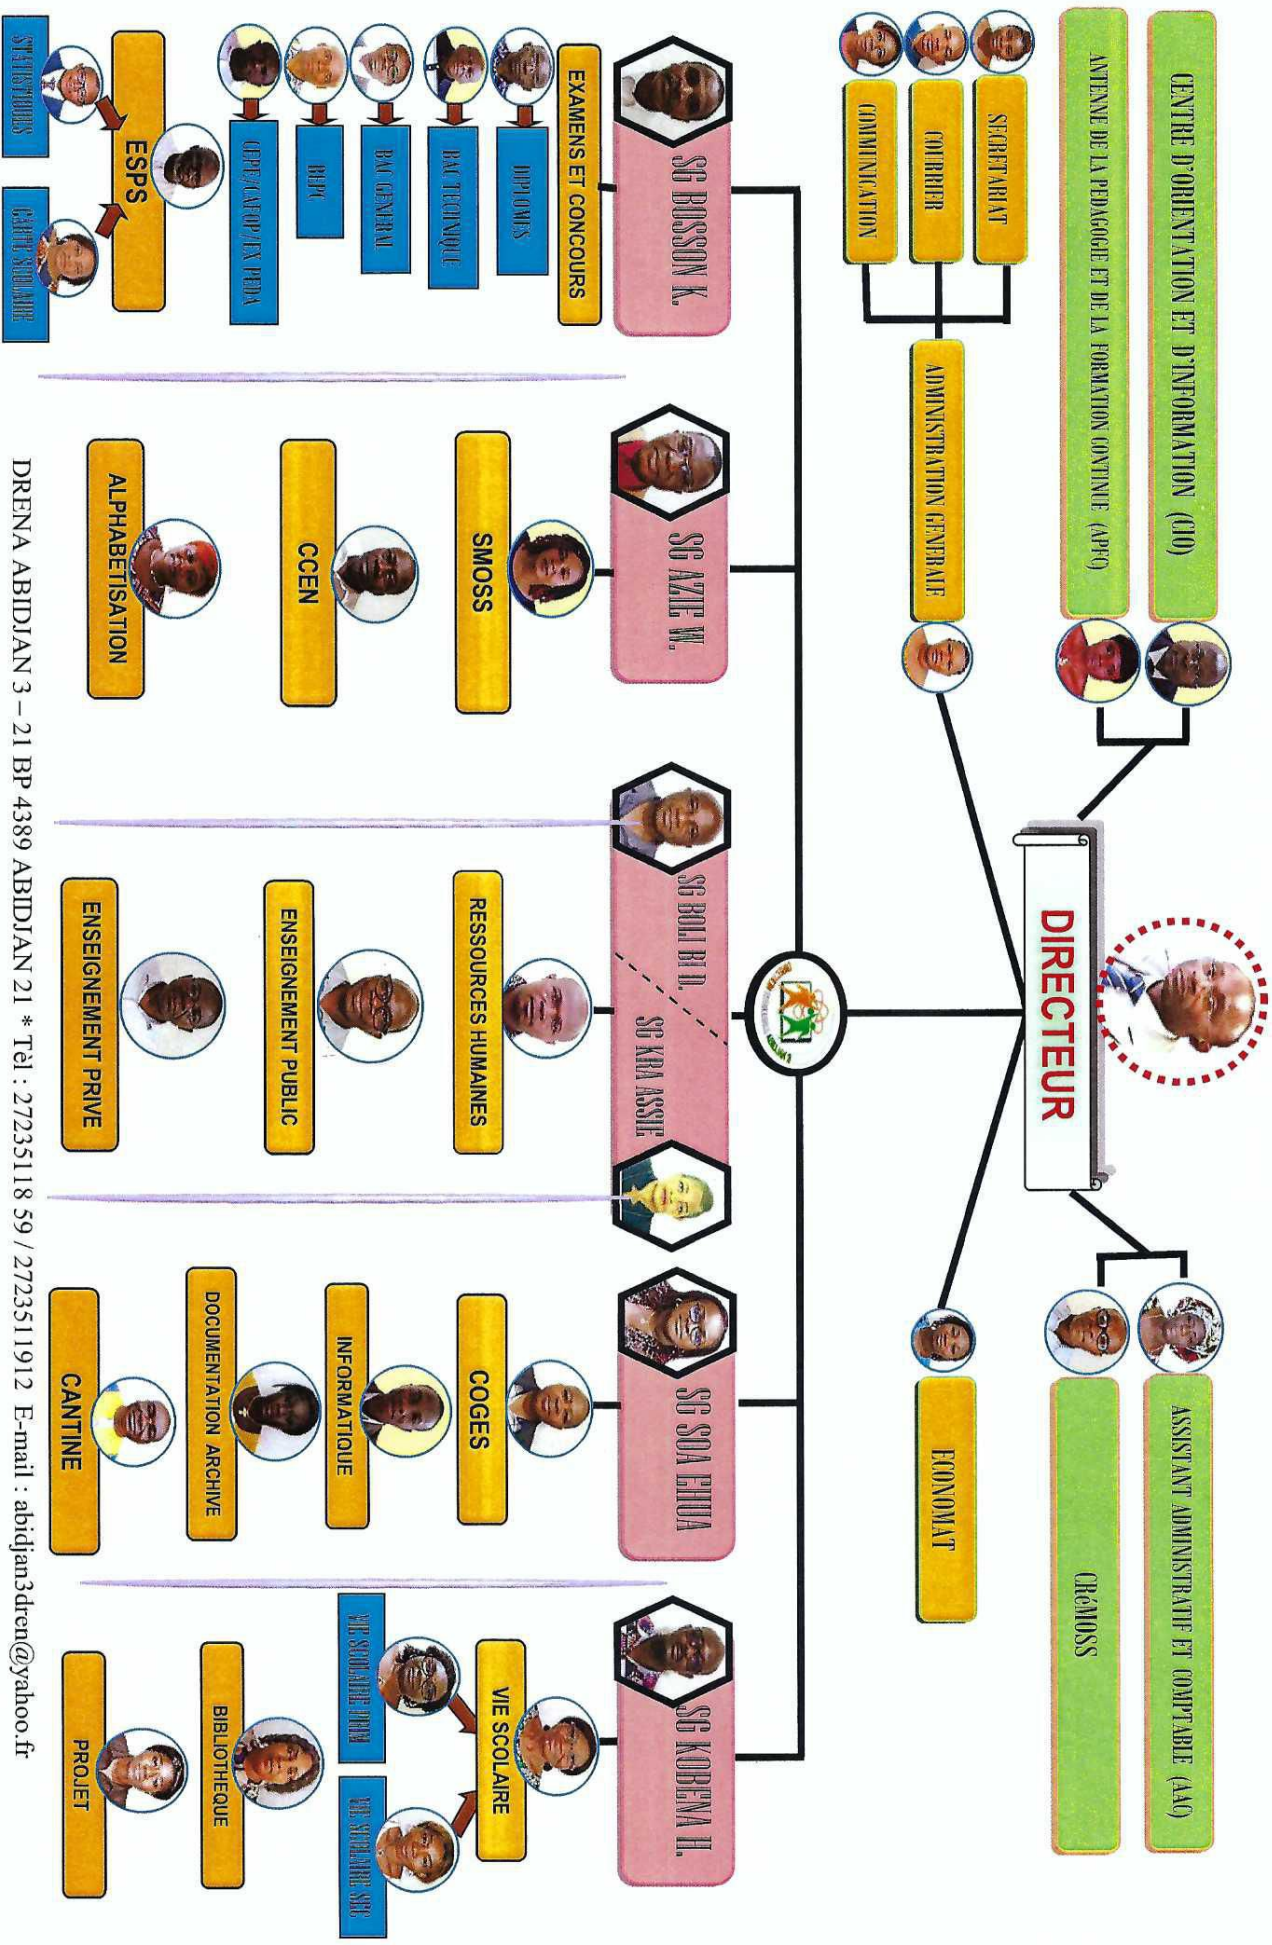 DIRECTEUR
CENTRE D'ORIENTATION ET D'INFORMATION (CIO)
ANTENNE DE LA PEDAGOGIE ET DE LA FORMATION CONTINUE (APFC)
ASSISTANT ADMINISTRATIF ET COMPTABLE (AAC)
CRéMOSS
SECRETARIAT
COURRIER
COMMUNICATION
ADMINISTRATION GENERALE
ECONOMAT
SG BOSSON K.
SG AZIE W.
SG BOLI BI D.
SG KRA ASSIE
SG SOA EHUA
SG KOBENA H.
EXAMENS ET CONCOURS
DIPLOMES
BAC TECHNIQUE
BAC GENERAL
BEPC
CEPE/CAFOP/EX PEDA
ESPS
STATISTIQUES
CARTE SCOLAIRE
SMOSS
CCEN
ALPHABETISATION
RESSOURCES HUMAINES
ENSEIGNEMENT PUBLIC
ENSEIGNEMENT PRIVE
COGES
INFORMATIQUE
DOCUMENTATION ARCHIVE
CANTINE
VIE SCOLAIRE
VIE SCOLAIRE PRIM
VIE SCOLAIRE SEC
BIBLIOTHEQUE
PROJET
DRENA ABIDJAN 3 – 21 BP 4389 ABIDJAN 21 * Tèl : 27235118 59 / 2723511912 E-mail : abidjan3dren@yahoo.fr